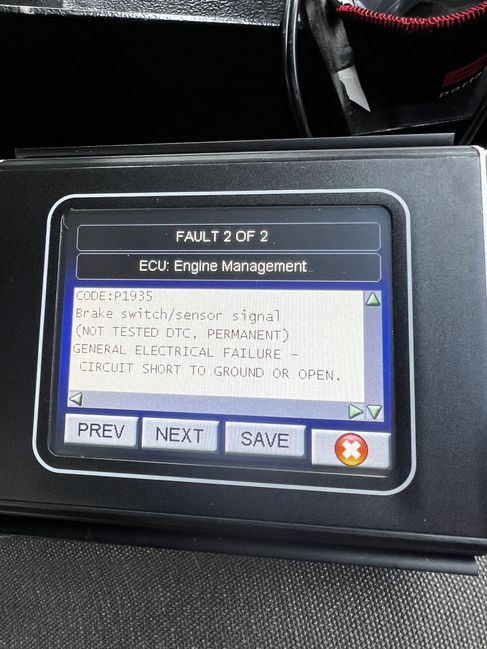 FAULT 2 OF 2
ECU: Engine Management
CODE:P1935
Brake switch/sensor signal
(NOT TESTED DTC, PERMANENT)
GENERAL ELECTRICAL FAILURE -
CIRCUIT SHORT TO GROUND OR OPEN.
PREV NEXT SAVE